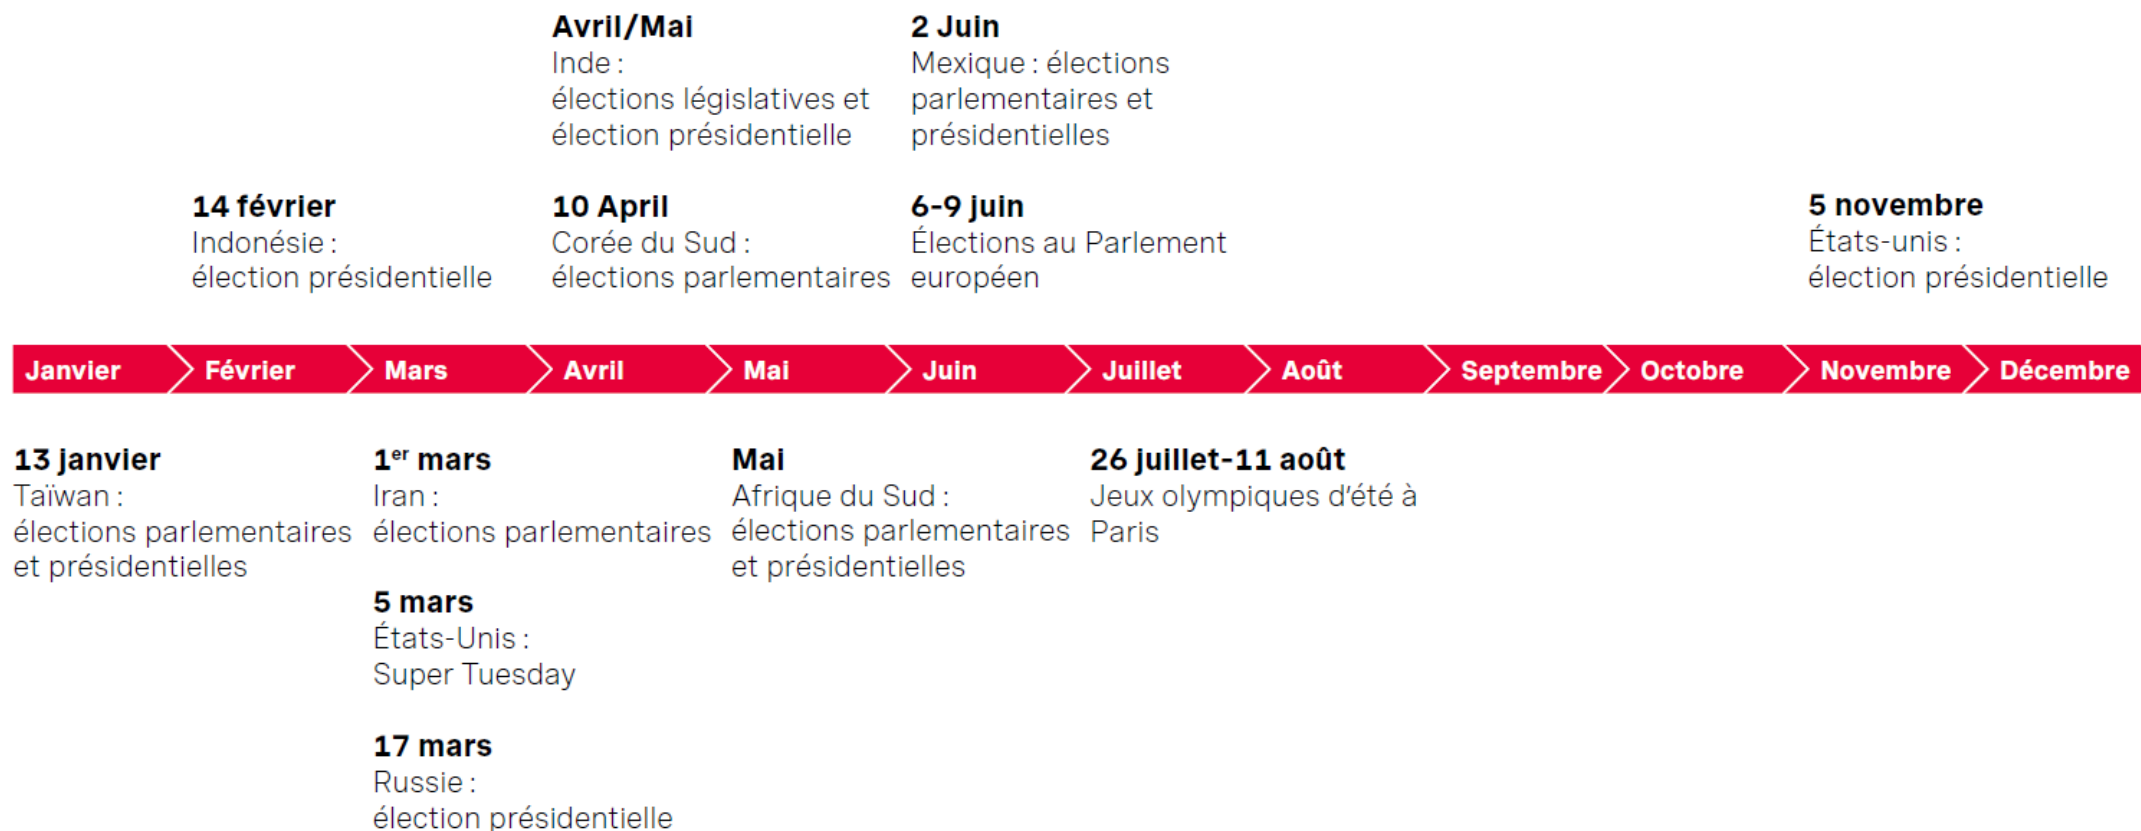 Avril/Mai
Inde :
élections législatives et
élection présidentielle
2 Juin
Mexique : élections
parlementaires et
présidentielles
14 février
Indonésie :
élection présidentielle
10 April
Corée du Sud :
élections parlementaires
6-9 juin
Élections au Parlement
européen
5 novembre
États-unis :
élection présidentielle
Janvier
Février
Mars
Avril
Mai
Juin
Juillet
Août
Septembre
Octobre
Novembre
Décembre
13 janvier
Taïwan :
élections parlementaires
et présidentielles
1er mars
Iran :
élections parlementaires
5 mars
États-Unis :
Super Tuesday
17 mars
Russie :
élection présidentielle
Mai
Afrique du Sud :
élections parlementaires
et présidentielles
26 juillet-11 août
Jeux olympiques d'été à
Paris